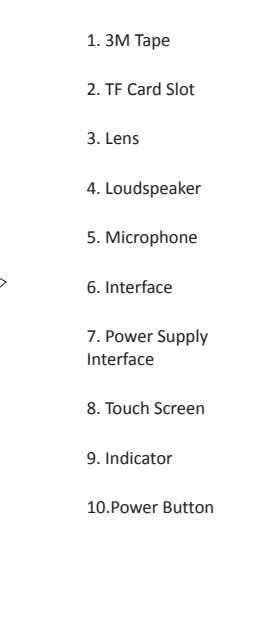 1. 3M Tape
2. TF Card Slot
3. Lens
4. Loudspeaker
5. Microphone
6. Interface
7. Power Supply
Interface
8. Touch Screen
9. Indicator
10.Power Button